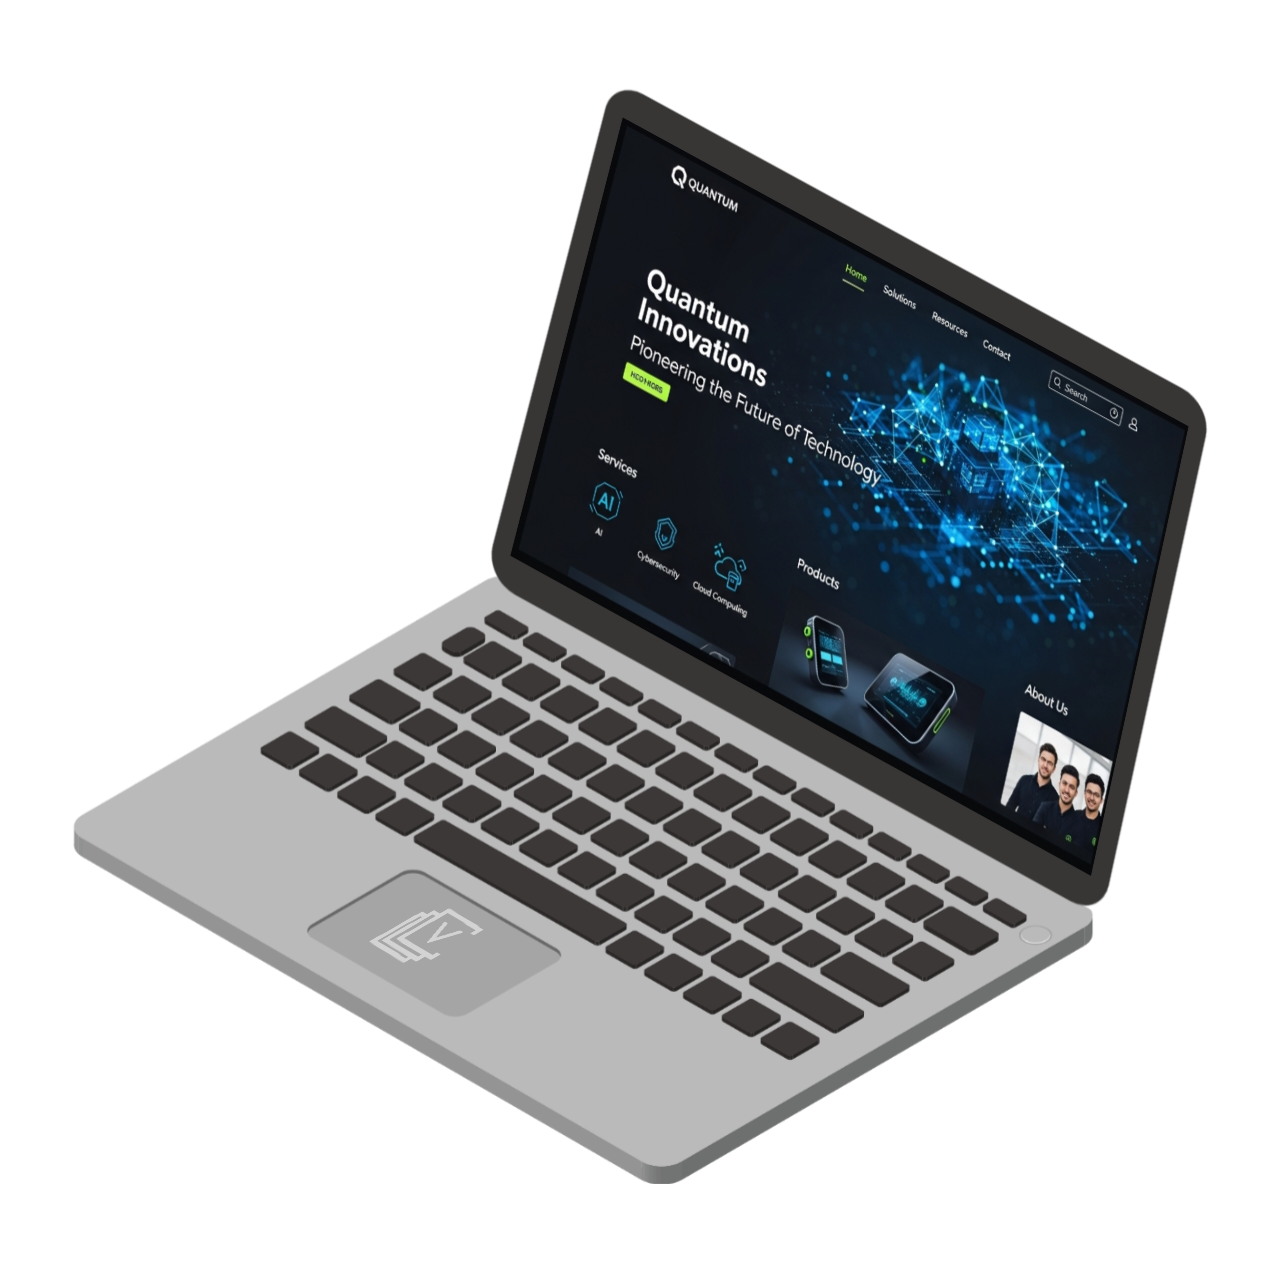 QUANTUM
Home
Solutions
Resources
Contact
Search
Quantum
Innovations
Pioneering the Future of Technology
Services
AI
AI
Cybersecurity
Cloud Computing
Products
About Us